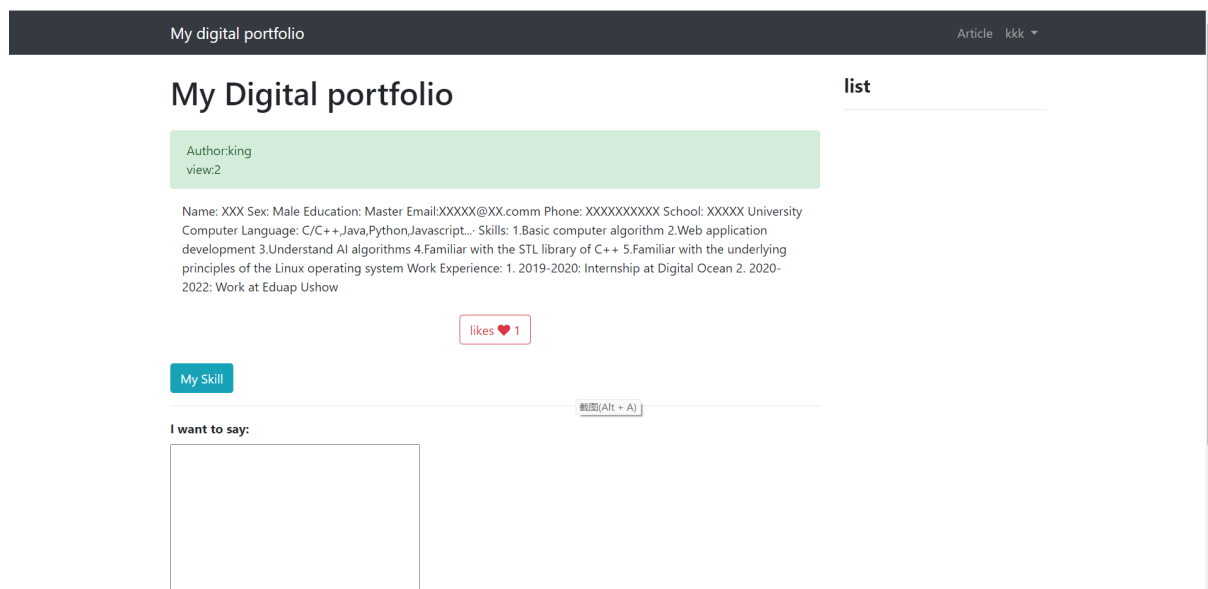 My digital portfolio
Article kkk
My Digital portfolio
list
Author:king
view:2
Name: XXX Sex: Male Education: Master Email:XXXXX@XX.comm Phone: XXXXXXXXXX School: XXXXX University
Computer Language: C/C++,Java,Python,Javascript...· Skills: 1.Basic computer algorithm 2.Web application
development 3.Understand AI algorithms 4.Familiar with the STL library of C++ 5.Familiar with the underlying
principles of the Linux operating system Work Experience: 1. 2019-2020: Internship at Digital Ocean 2. 2020-
2022: Work at Eduap Ushow
likes ❤ 1
My Skill
截图(Alt + A)
I want to say: